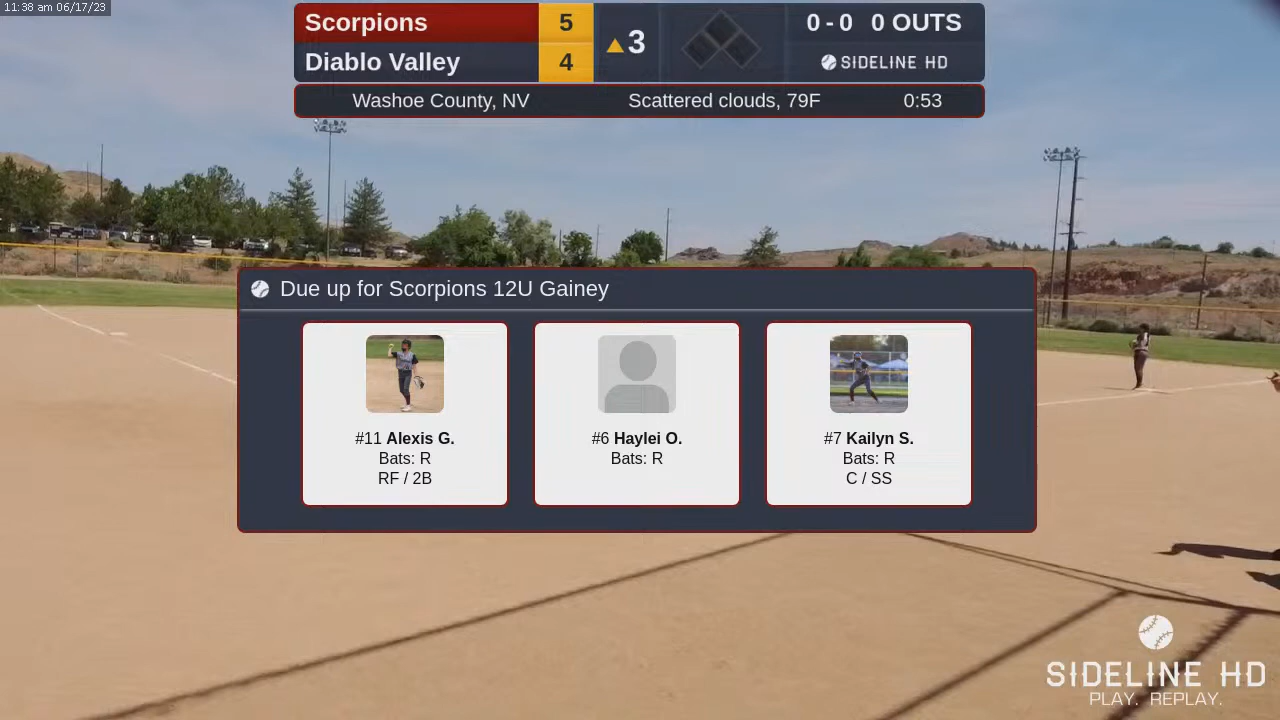 11:38 am 06/17/23
Scorpions 5
Diablo Valley 4
▲3
0 - 0 0 OUTS
SIDELINE HD
Washoe County, NV Scattered clouds, 79F 0:53
Due up for Scorpions 12U Gainey
#11 Alexis G.
Bats: R
RF / 2B
#6 Haylei O.
Bats: R
#7 Kailyn S.
Bats: R
C / SS
SIDELINE HD
PLAY. REPLAY.